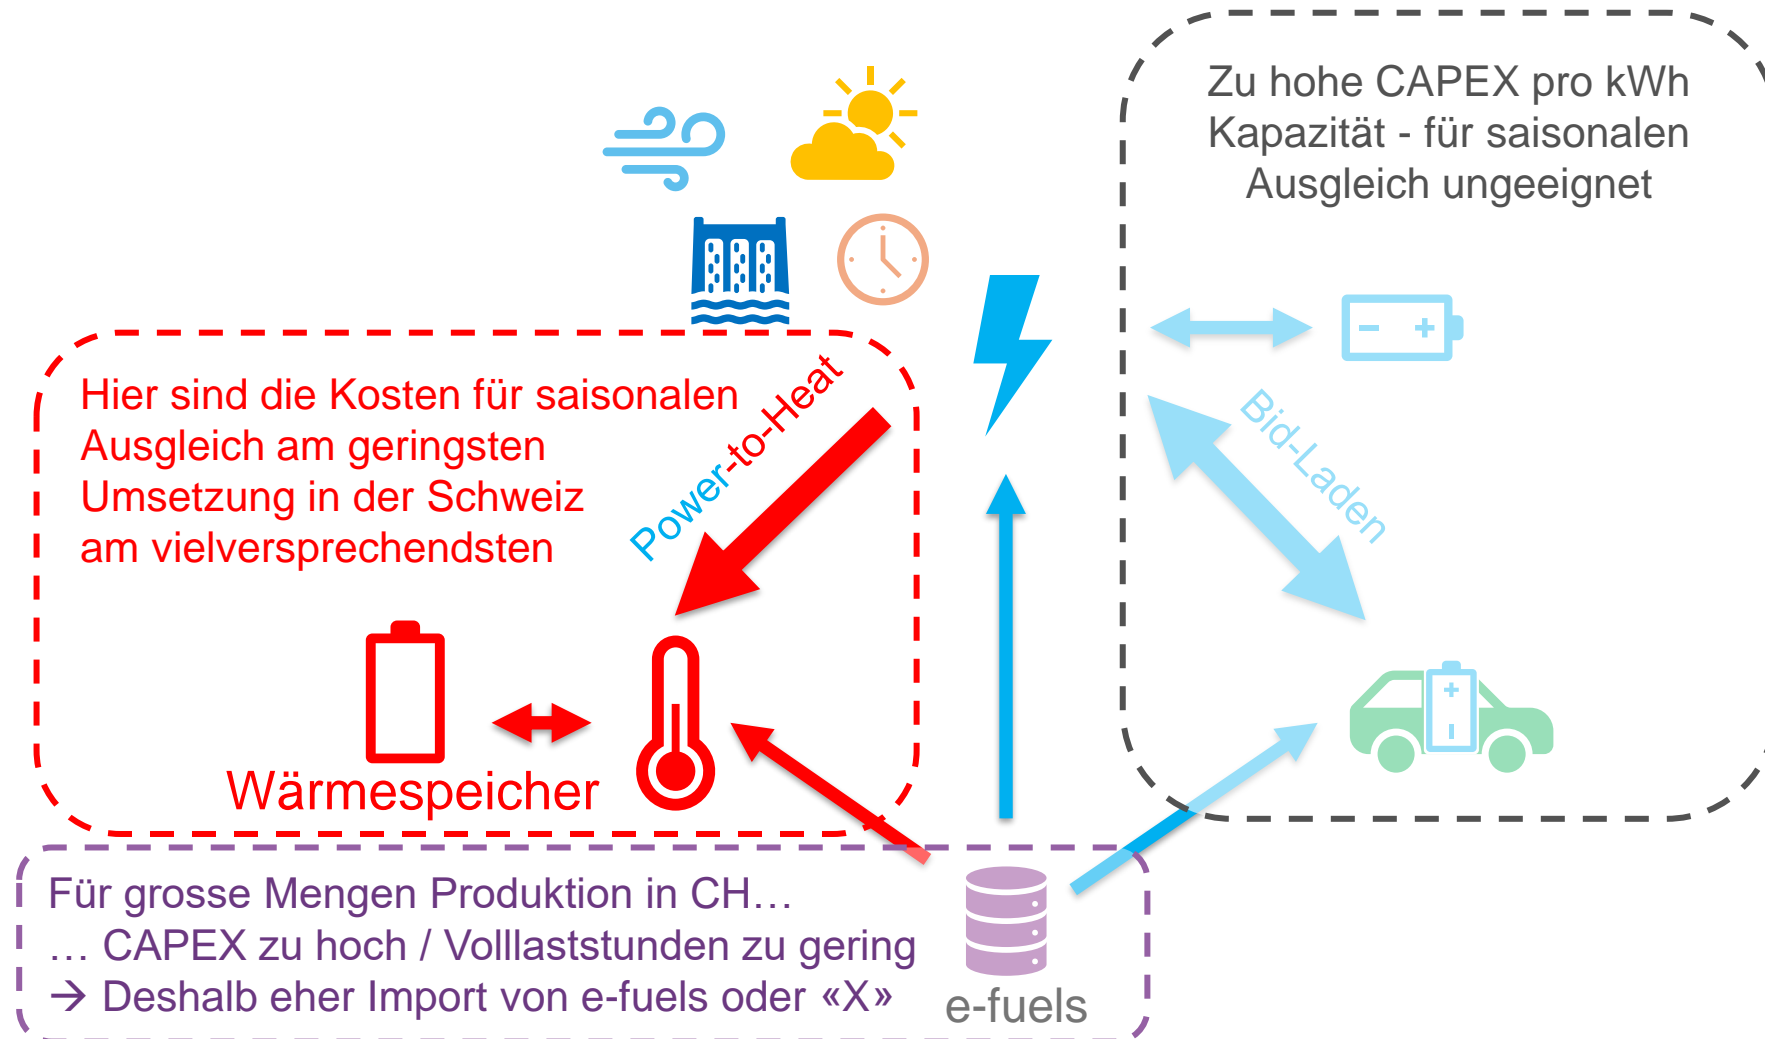 Zu hohe CAPEX pro kWh
Kapazität - für saisonalen
Ausgleich ungeeignet
Hier sind die Kosten für saisonalen
Ausgleich am geringsten
Umsetzung in der Schweiz
am vielversprechendsten
Power-to-Heat
Bid-Laden
Wärmespeicher
Für grosse Mengen Produktion in CH…
… CAPEX zu hoch / Volllaststunden zu gering
→ Deshalb eher Import von e-fuels oder «X»
e-fuels